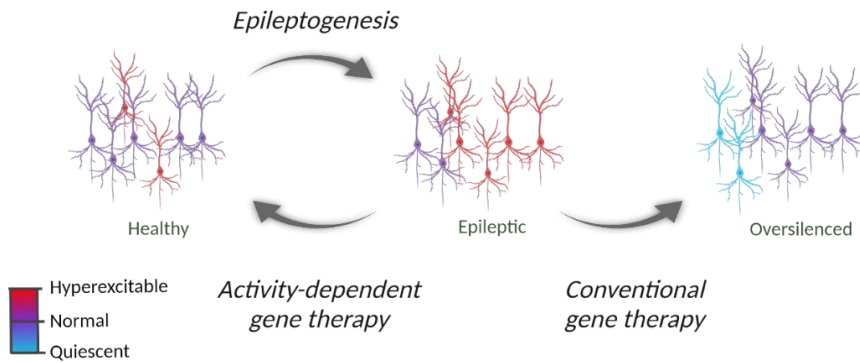 Epileptogenesis
Healthy
Epileptic
Oversilenced
Hyperexcitable
Normal
Quiescent
Activity-dependent
gene therapy
Conventional
gene therapy